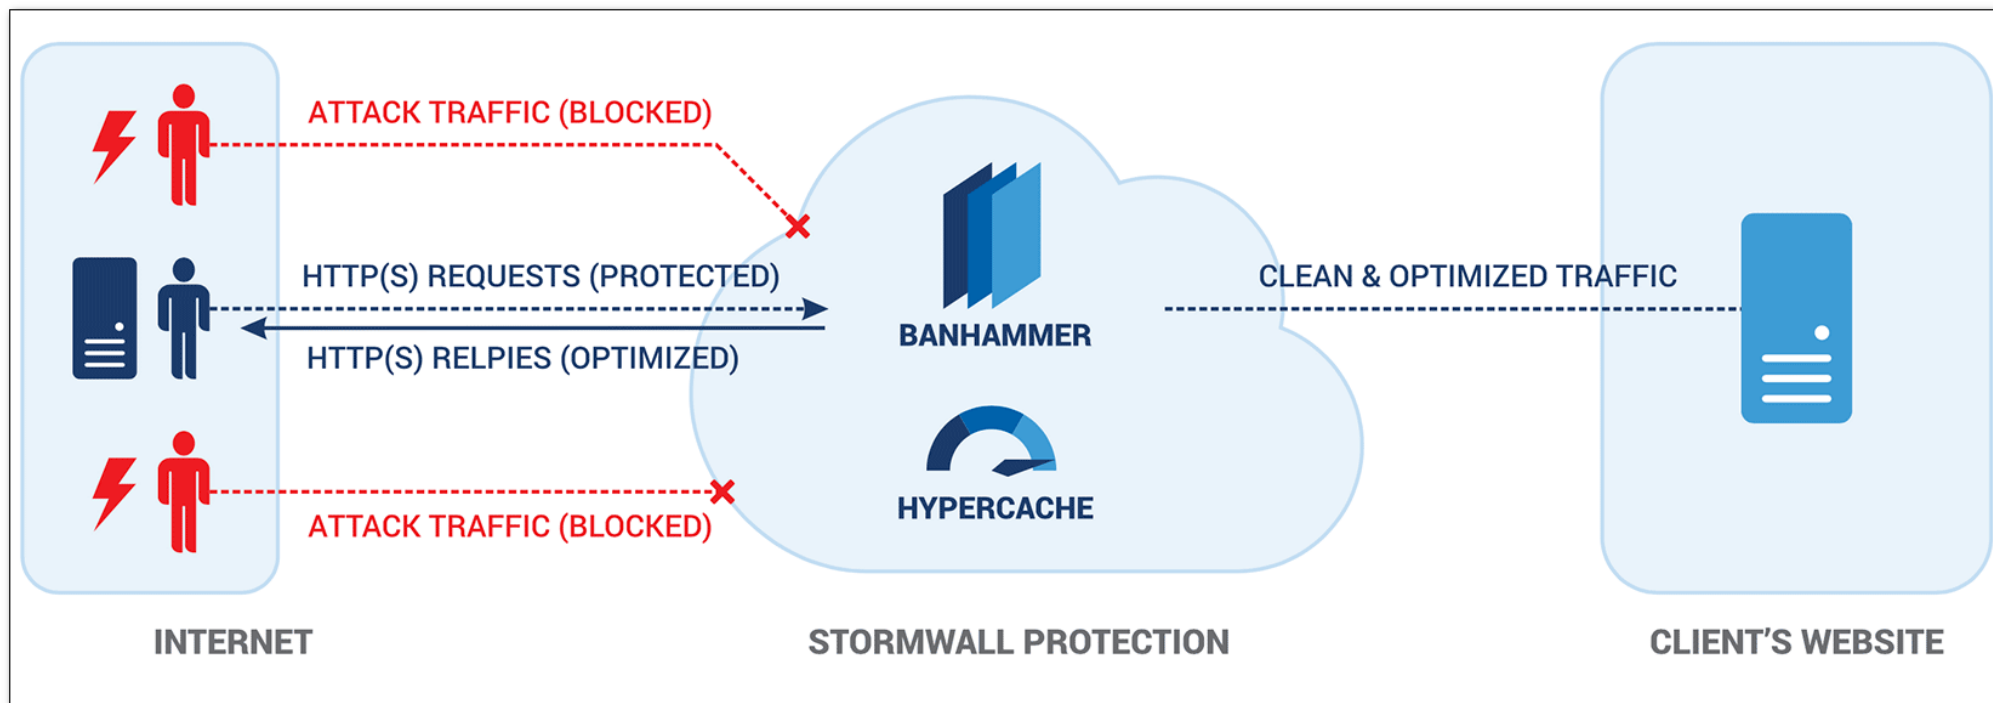 ATTACK TRAFFIC (BLOCKED)
HTTP(S) REQUESTS (PROTECTED)
HTTP(S) RELPIES (OPTIMIZED)
ATTACK TRAFFIC (BLOCKED)
BANHAMMER
HYPERCACHE
CLEAN & OPTIMIZED TRAFFIC
INTERNET
STORMWALL PROTECTION
CLIENT'S WEBSITE